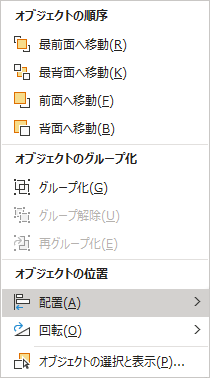 オブジェクトの順序
最前面へ移動(R)
最背面へ移動(K)
前面へ移動(F)
背面へ移動(B)
オブジェクトのグループ化
グループ化(G)
グループ解除(U)
再グループ化(E)
オブジェクトの位置
配置(A)
回転(O)
オブジェクトの選択と表示(P)...